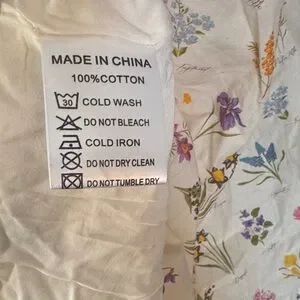 MADE IN CHINA
100%COTTON
30 COLD WASH
DO NOT BLEACH
COLD IRON
DO NOT DRY CLEAN
DO NOT TUMBLE DRY